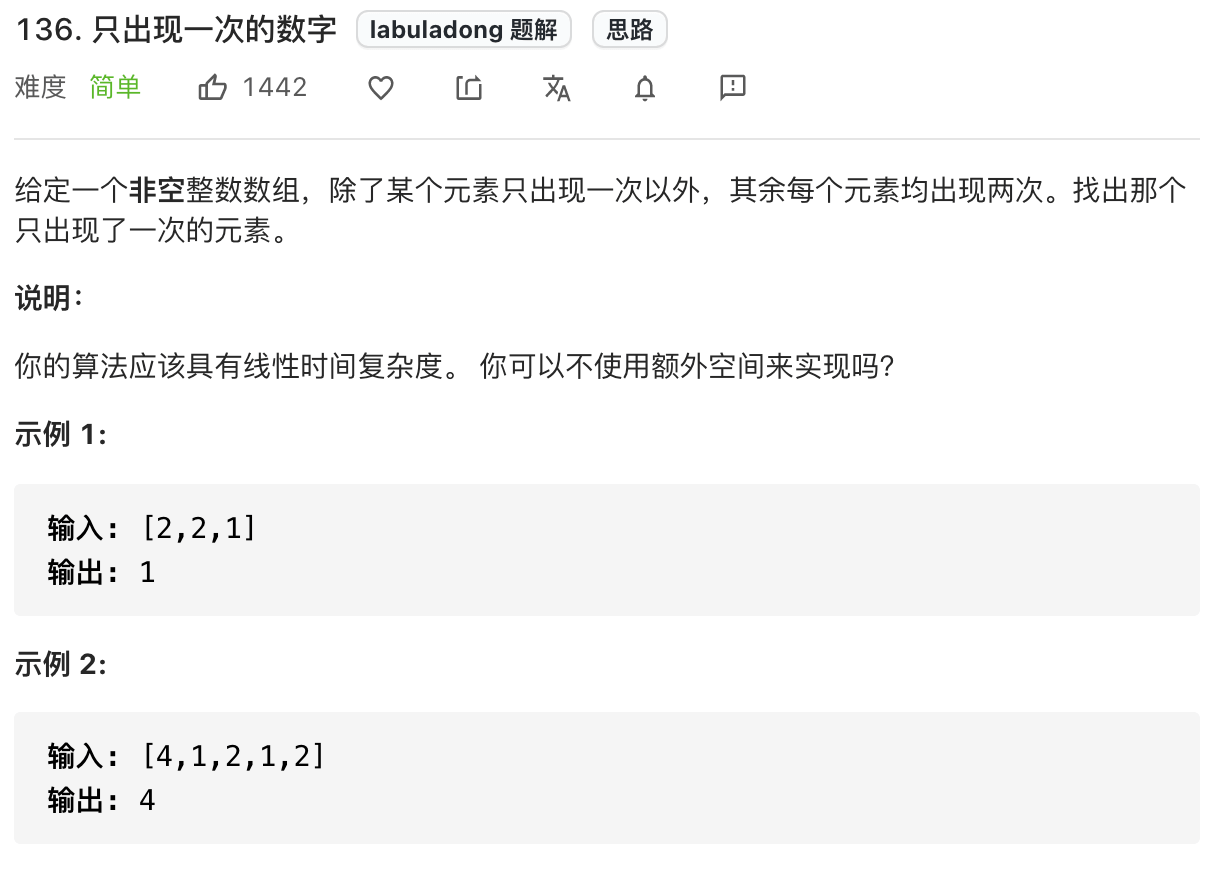 136. 只出现一次的数字 labuladong 题解 思路
难度 简单 1442
给定一个非空整数数组，除了某个元素只出现一次以外，其余每个元素均出现两次。找出那个
只出现了一次的元素。
说明：
你的算法应该具有线性时间复杂度。 你可以不使用额外空间来实现吗？
示例 1:
输入: [2,2,1]
输出: 1
示例 2:
输入: [4,1,2,1,2]
输出: 4